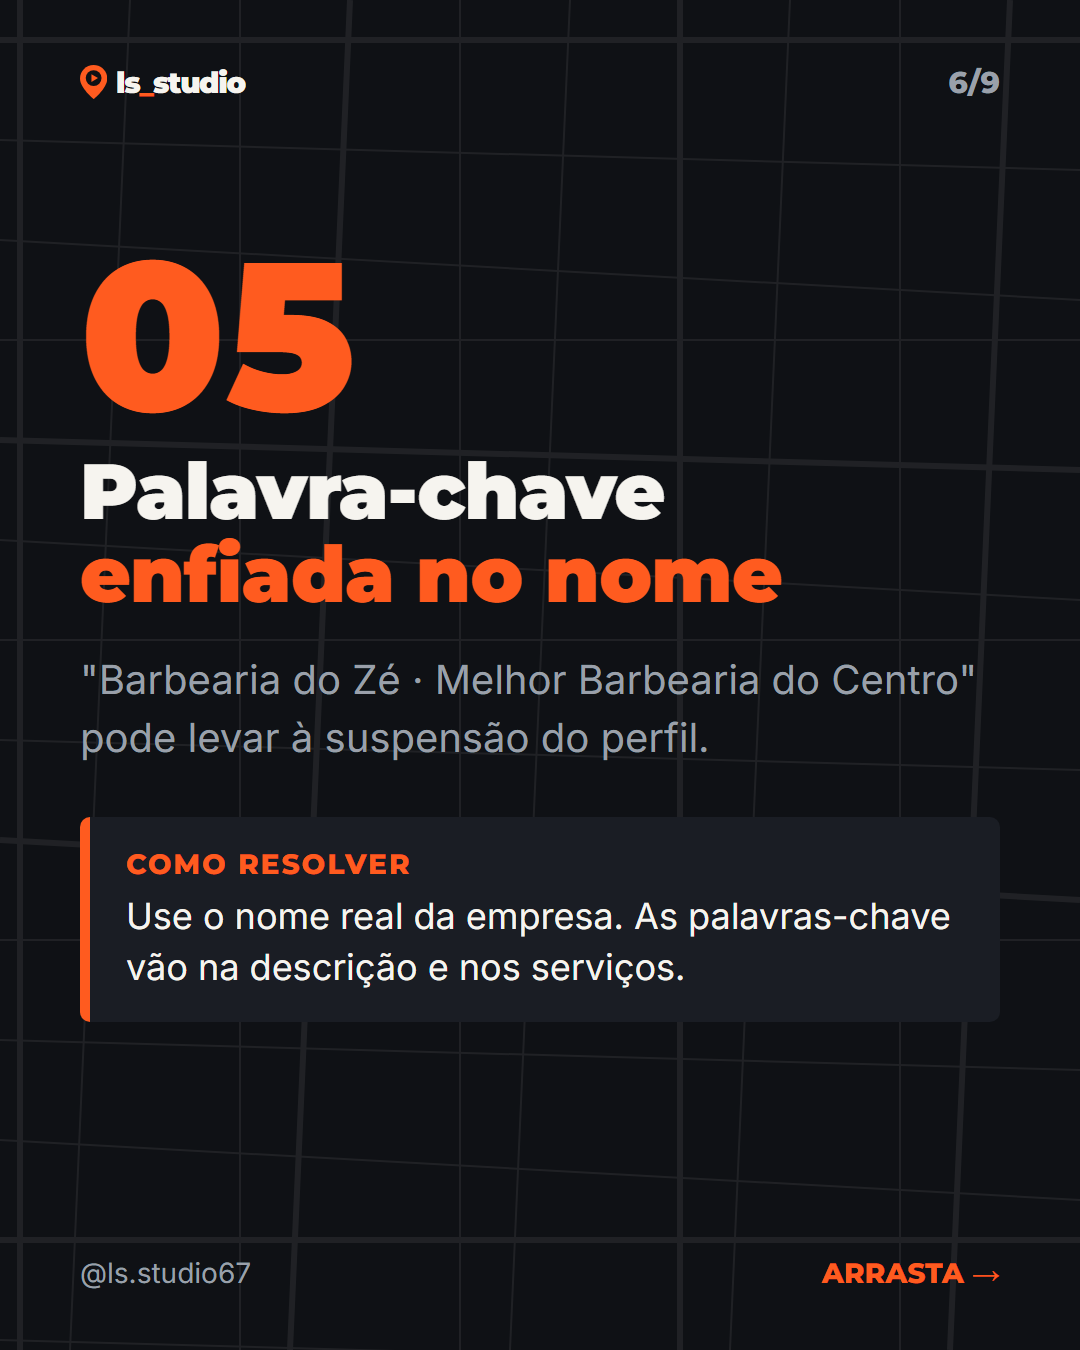 ls_studio
6/9
05
Palavra-chave
enfiada no nome
"Barbearia do Zé · Melhor Barbearia do Centro"
pode levar à suspensão do perfil.
COMO RESOLVER
Use o nome real da empresa. As palavras-chave
vão na descrição e nos serviços.
@ls.studio67
ARRASTA →